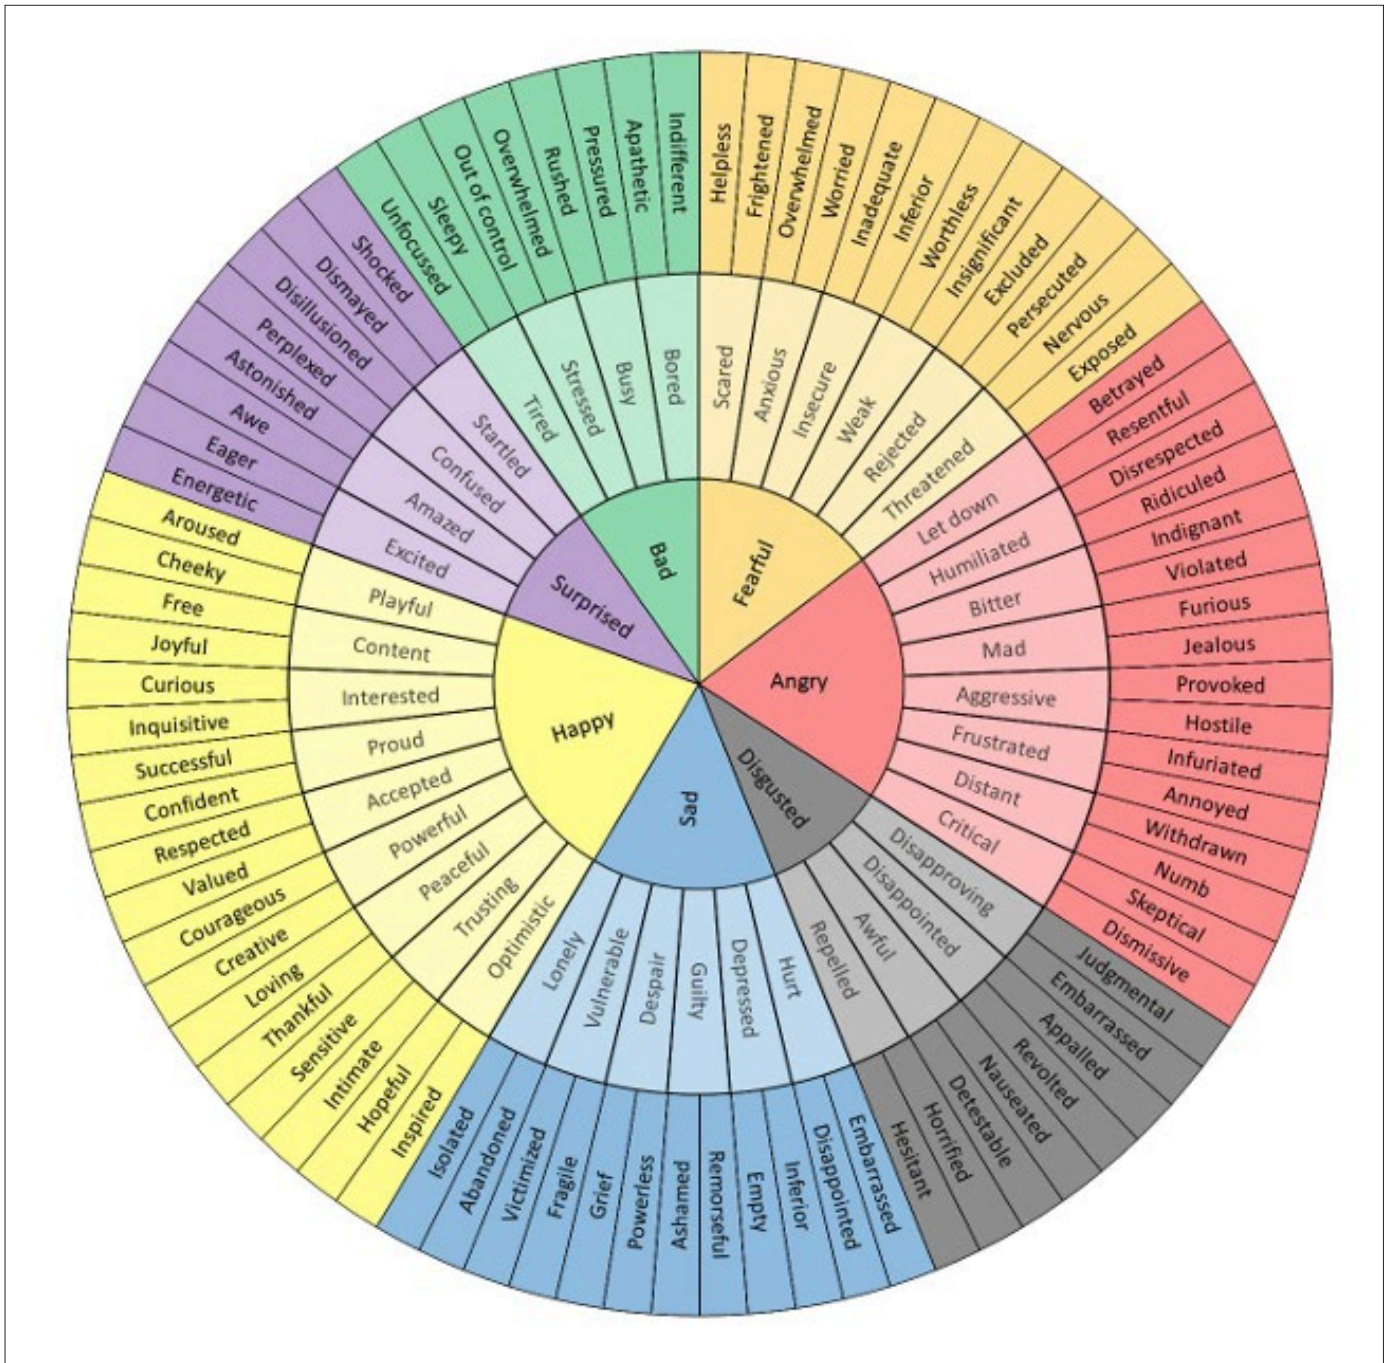 Bad
Fearful
Angry
Disgusted
Sad
Happy
Surprised
Bored
Busy
Stressed
Tired
Scared
Anxious
Insecure
Weak
Rejected
Threatened
Let down
Humiliated
Bitter
Mad
Aggressive
Frustrated
Distant
Critical
Disapproving
Disappointed
Awful
Repelled
Hurt
Depressed
Guilty
Despair
Vulnerable
Lonely
Optimistic
Trusting
Peaceful
Powerful
Accepted
Proud
Interested
Content
Playful
Excited
Amazed
Confused
Startled
Helpless
Frightened
Overwhelmed
Worried
Inadequate
Inferior
Worthless
Insignificant
Excluded
Persecuted
Nervous
Exposed
Betrayed
Resentful
Disrespected
Ridiculed
Indignant
Violated
Furious
Jealous
Provoked
Hostile
Infuriated
Annoyed
Withdrawn
Numb
Skeptical
Dismissive
Judgmental
Embarrassed
Appalled
Revolted
Nauseated
Detestable
Horrified
Hesitant
Embarrassed
Disappointed
Inferior
Empty
Remorseful
Ashamed
Powerless
Grief
Fragile
Victimized
Abandoned
Isolated
Inspired
Hopeful
Intimate
Sensitive
Thankful
Loving
Creative
Courageous
Valued
Respected
Confident
Successful
Inquisitive
Curious
Joyful
Free
Cheeky
Aroused
Energetic
Eager
Awe
Astonished
Perplexed
Disillusioned
Dismayed
Shocked
Unfocussed
Sleepy
Out of control
Overwhelmed
Rushed
Pressured
Apathetic
Indifferent